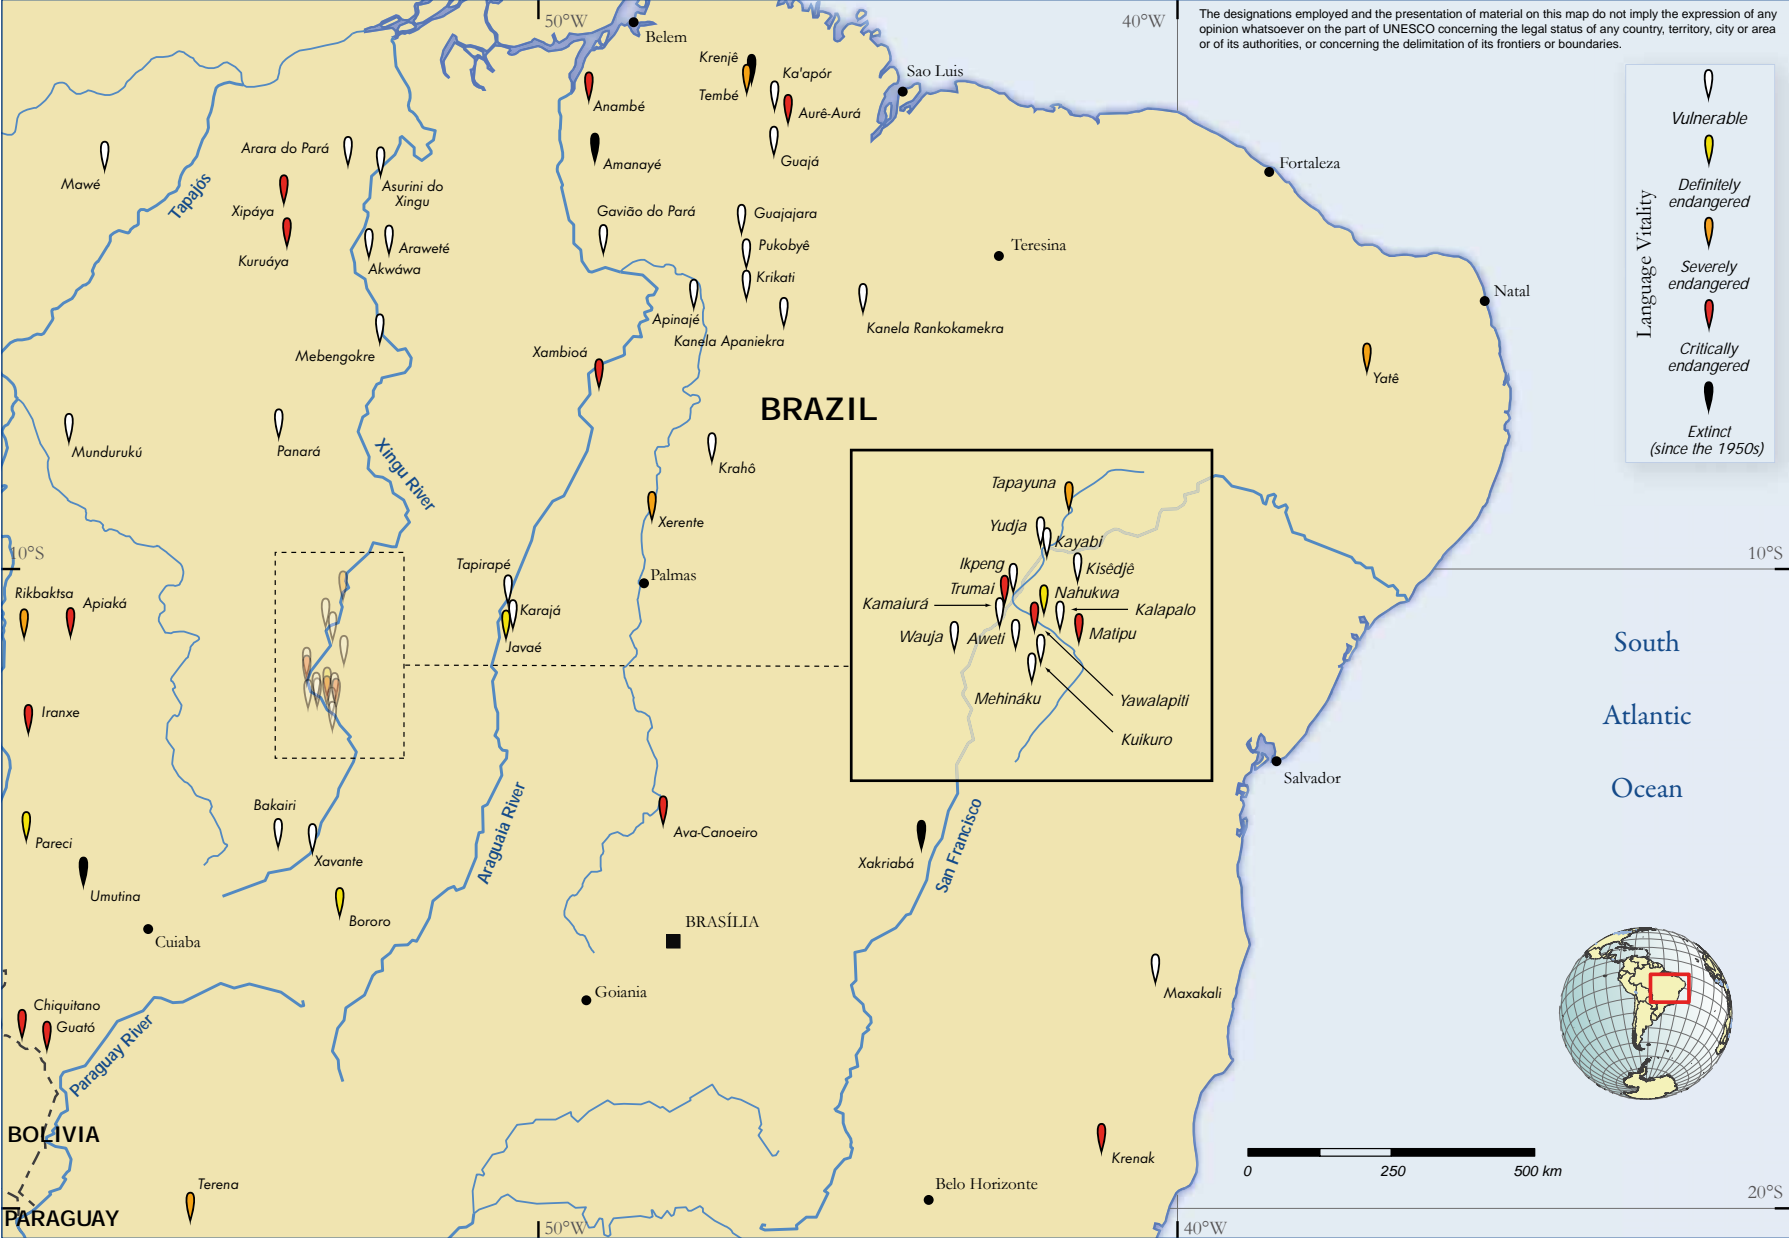 50°W
40°W
The designations employed and the presentation of material on this map do not imply the expression of any
opinion whatsoever on the part of UNESCO concerning the legal status of any country, territory, city or area
or of its authorities, or concerning the delimitation of its frontiers or boundaries.
Belem
Krenjê
Ka'apór
Sao Luis
Tembé
Anambé
Aurê-Aurá
Vulnerable
Arara do Pará
Amanayé
Guajá
Fortaleza
Mawé
Asurini do
Xingu
Definitely
endangered
Tapajós
Xipáya
Gavião do Pará
Guajajara
Kuruáya
Araweté
Akwáwa
Pukobyê
Teresina
Language Vitality
Severely
endangered
Krikati
Natal
Apinajé
Kanela Rankokamekra
Kanela Apaniekra
Mebengokre
Xambioá
Critically
endangered
Yatê
BRAZIL
Mundurukú
Panará
Extinct
(since the 1950s)
Xingu River
Krahô
Tapayuna
Xerente
Yudja
Kayabi
10°S
10°S
Tapirapé
Palmas
Ikpeng
Kisêdjê
Rikbaktsa
Apiaká
Trumai
Nahukwa
Karajá
Kamaiurá
Kalapalo
Javaé
Wauja
Aweti
Matipu
South
Mehináku
Yawalapiti
Iranxe
Kuikuro
Atlantic
Salvador
Ocean
Bakairi
Araguaia River
Ava-Canoeiro
Pareci
Xavante
Xakriabá
San Francisco
Umutina
Bororo
BRASÍLIA
Cuiaba
Goiania
Maxakali
Chiquitano
Guató
Paraguay River
BOLIVIA
Krenak
0
250
500 km
Terena
Belo Horizonte
20°S
PARAGUAY
50°W
40°W